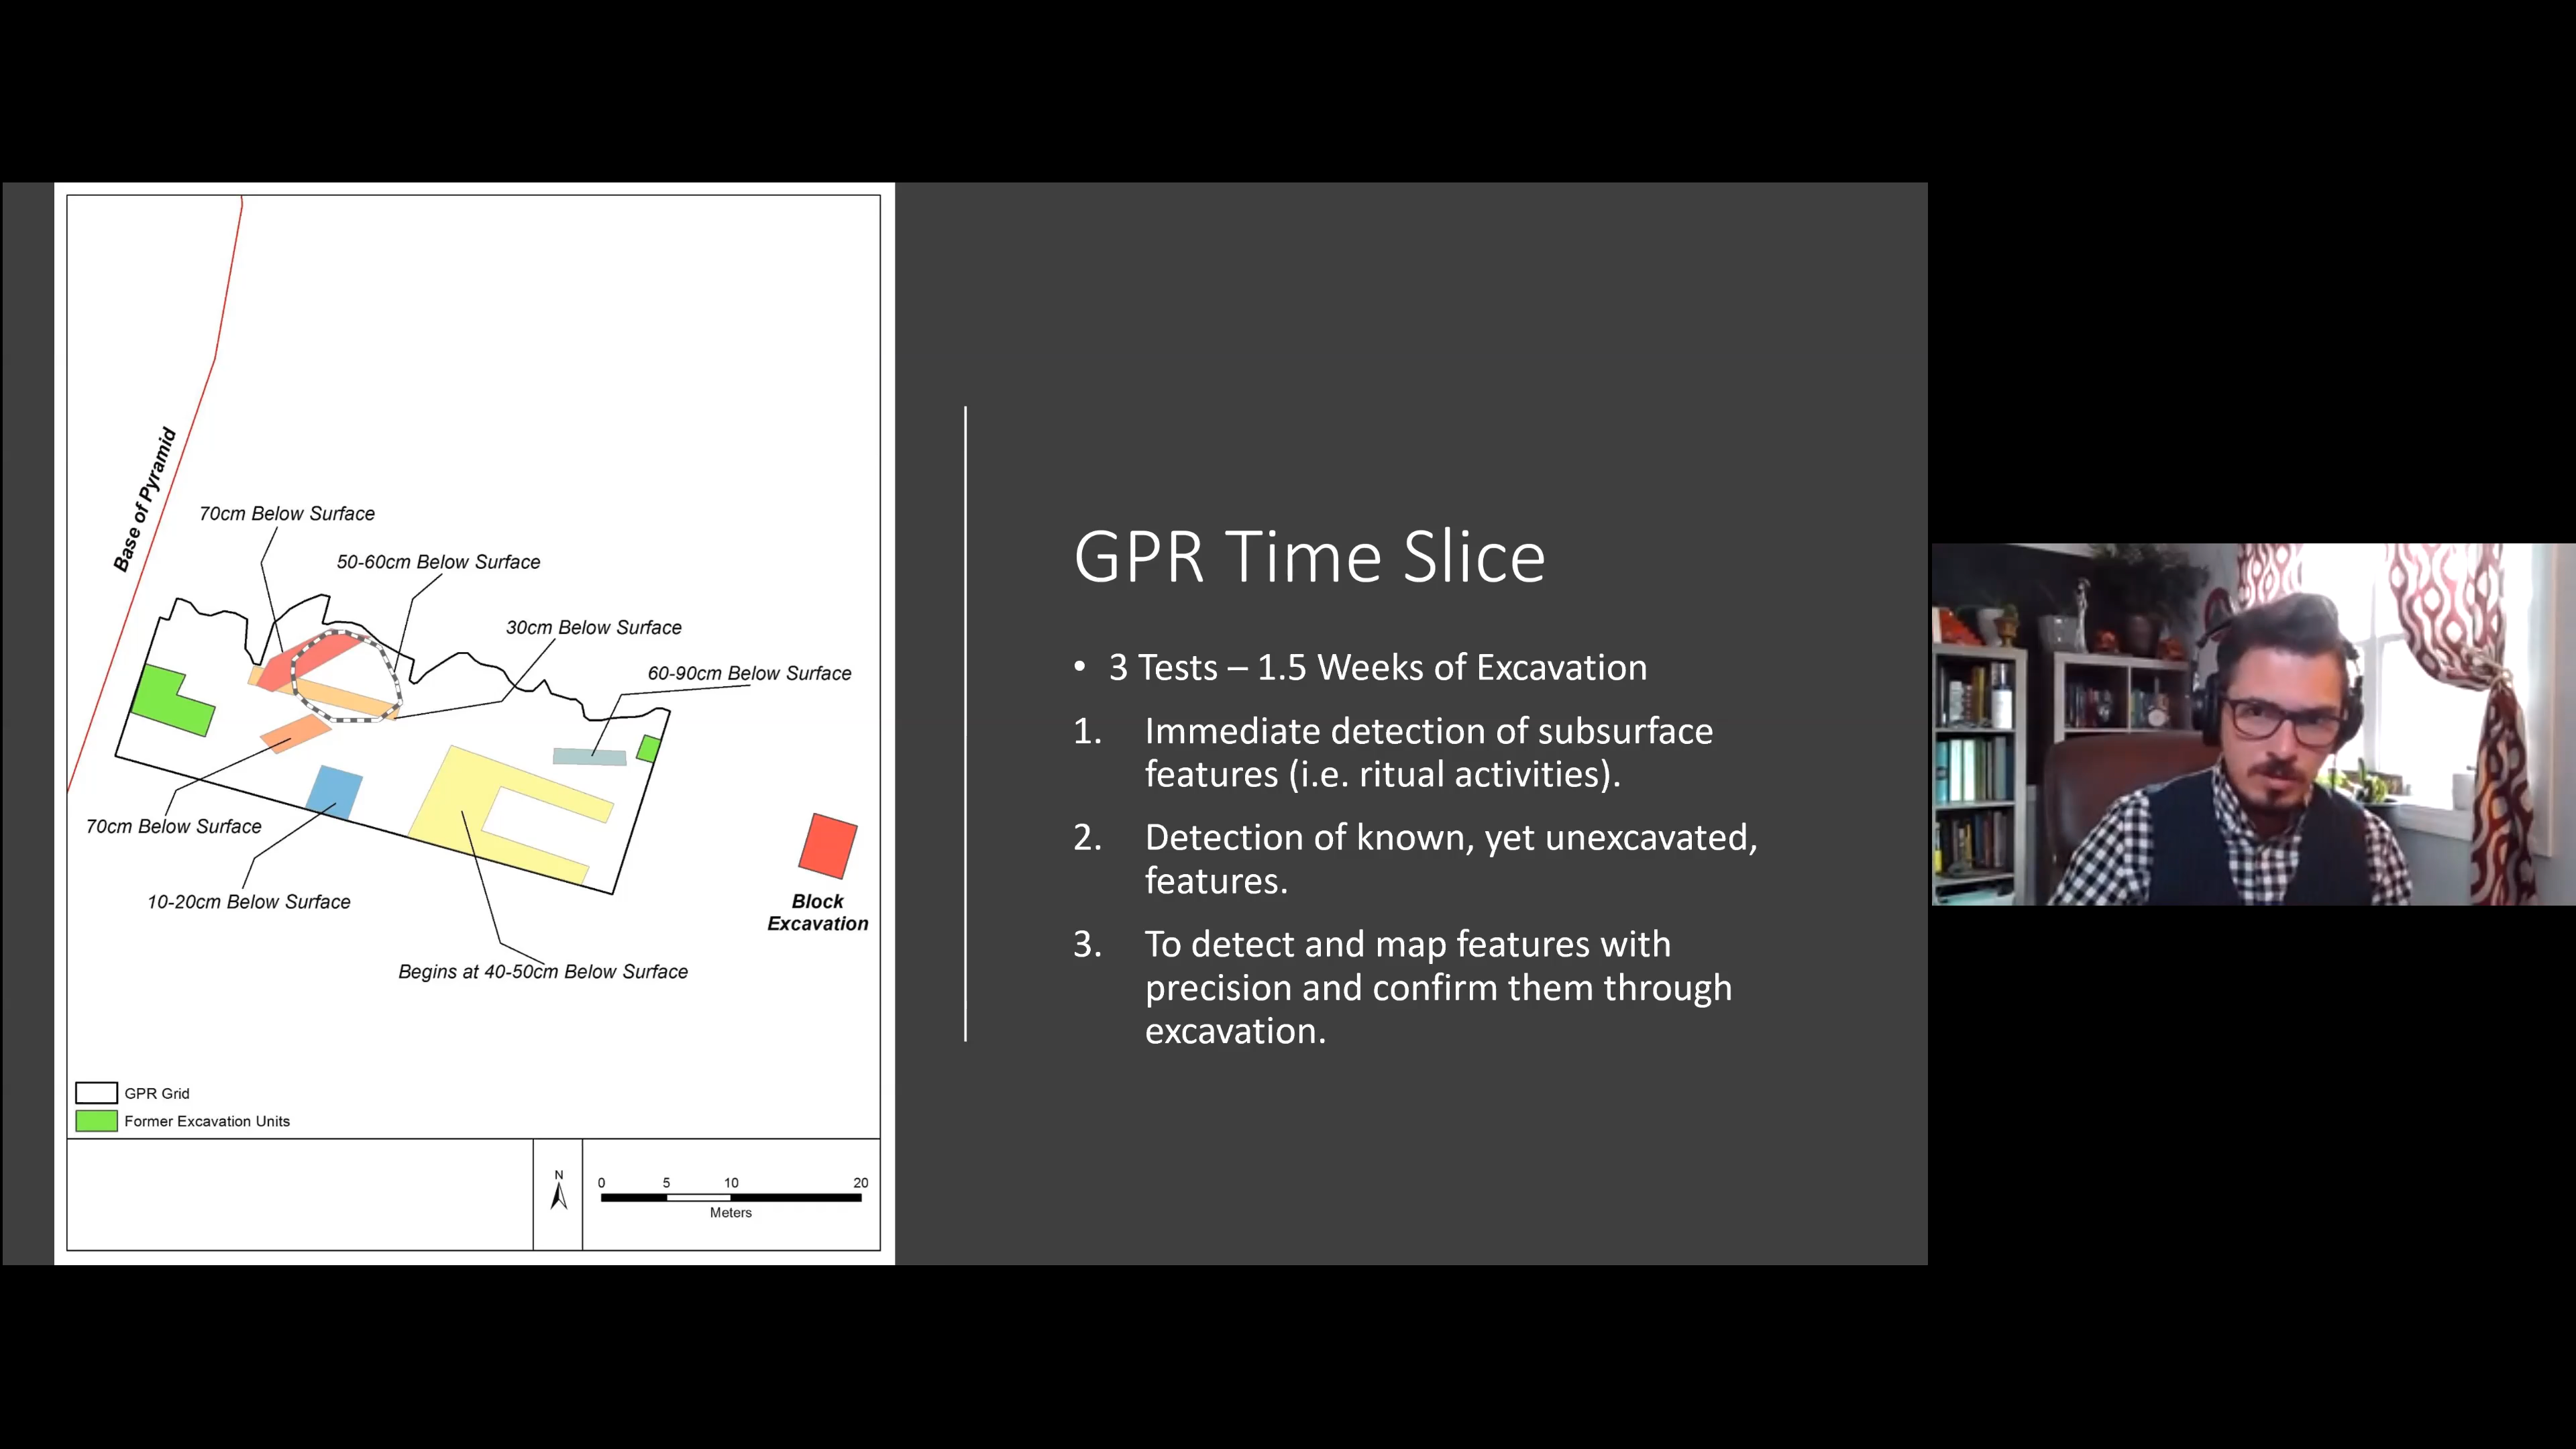 Base of Pyramid
70cm Below Surface
50-60cm Below Surface
30cm Below Surface
60-90cm Below Surface
70cm Below Surface
10-20cm Below Surface
Begins at 40-50cm Below Surface
Block
Excavation
GPR Grid
Former Excavation Units
N
0 5 10 20
Meters
GPR Time Slice
• 3 Tests – 1.5 Weeks of Excavation
1. Immediate detection of subsurface
features (i.e. ritual activities).
2. Detection of known, yet unexcavated,
features.
3. To detect and map features with
precision and confirm them through
excavation.